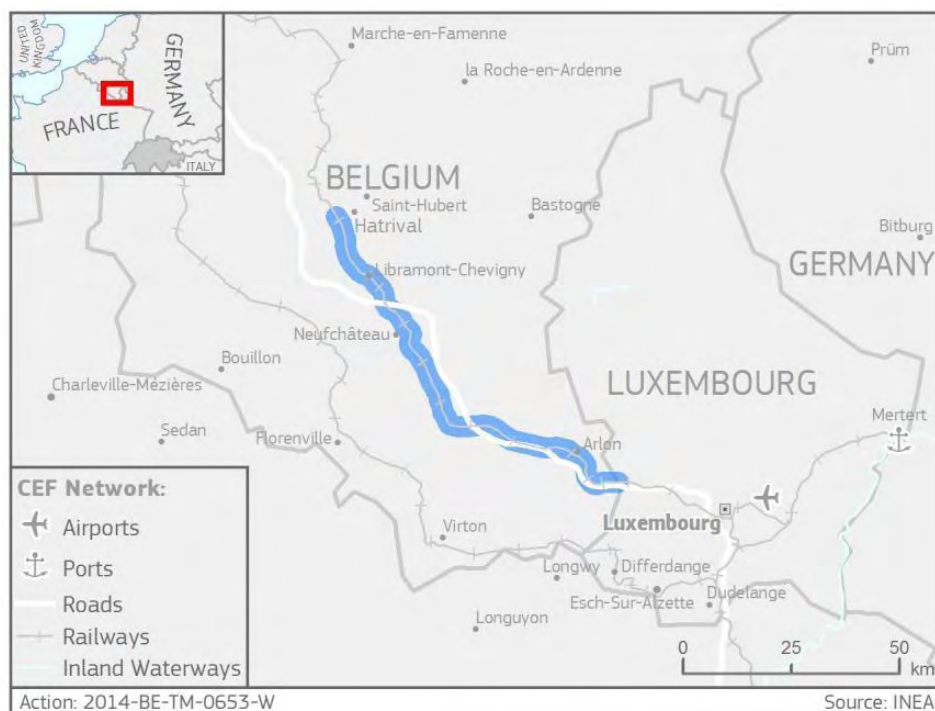 UNITED
KINGDOM
GERMANY
FRANCE
ITALY
Marche-en-Famenne
la Roche-en-Ardenne
Prüm
BELGIUM
Saint-Hubert
Hatrival
Bastogne
Bitburg
GERMANY
Libramont-Chevigny
Neufchâteau
Bouillon
LUXEMBOURG
Charleville-Mézières
Mertert
Sedan
Florenville
Arlon
Luxembourg
Virton
Longwy
Differdange
Esch-Sur-Alzette
Dudelange
Longuyon
CEF Network:
Airports
Ports
Roads
Railways
Inland Waterways
0 25 50
km
Action: 2014-BE-TM-0653-W
Source: INEA